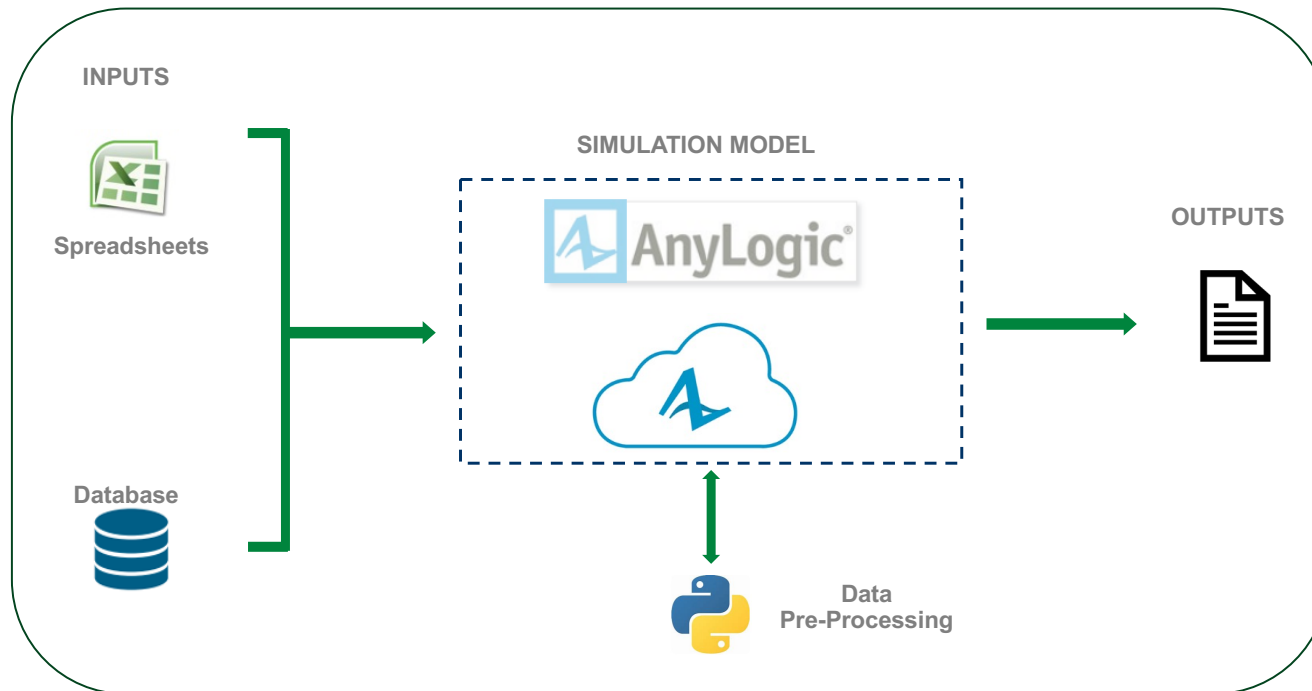 INPUTS
Spreadsheets
Database
SIMULATION MODEL
AnyLogic®
Data
Pre-Processing
OUTPUTS